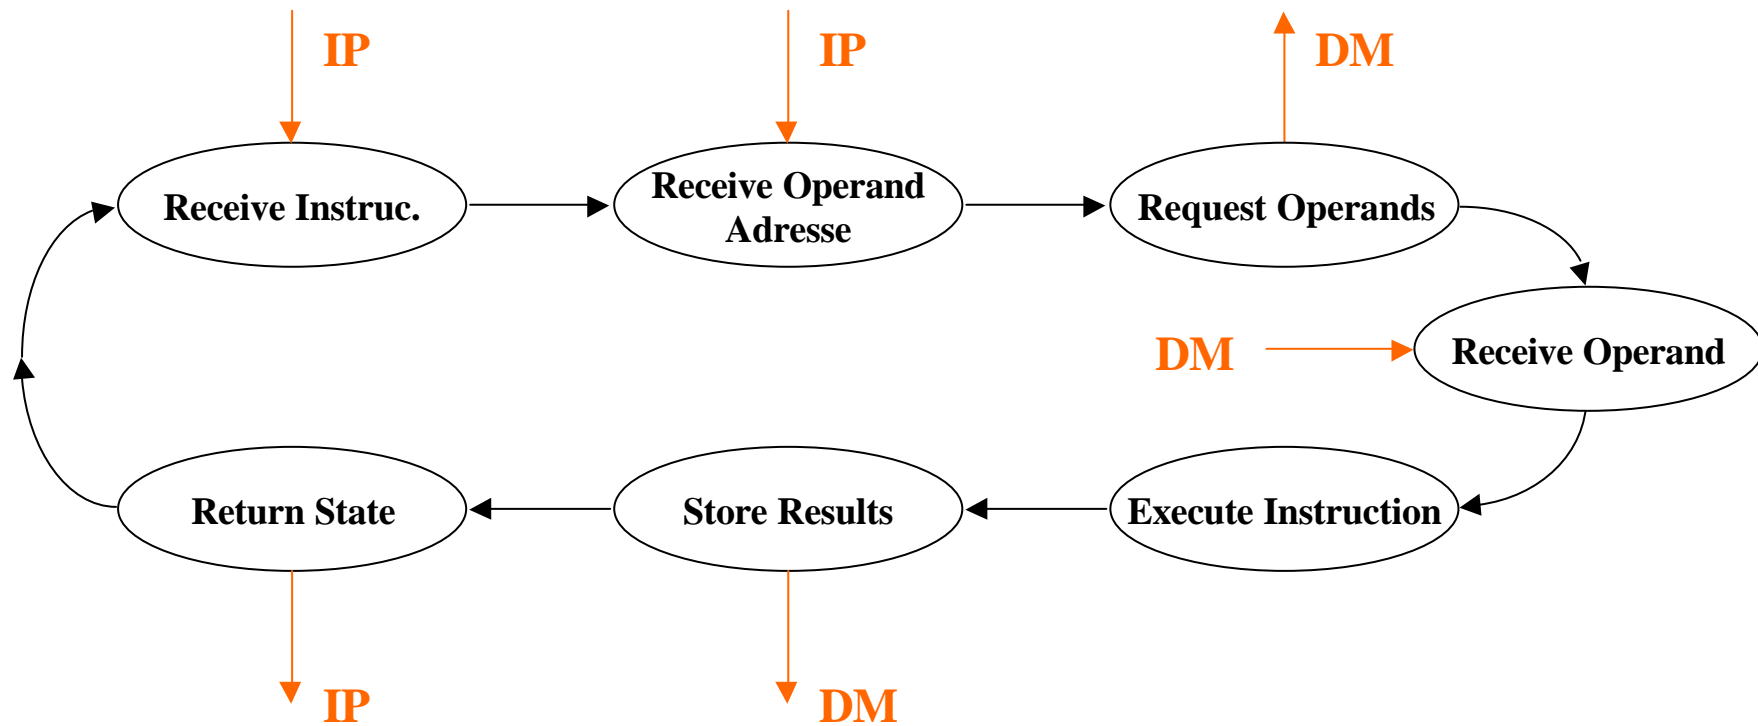 IP
IP
DM
Receive Instruc.
Receive Operand
Adresse
Request Operands
DM
Receive Operand
Return State
Store Results
Execute Instruction
IP
DM